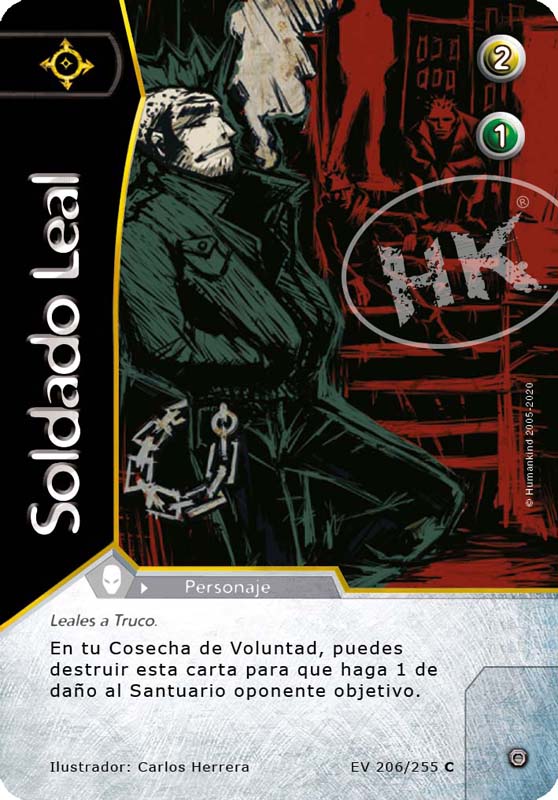 Soldado Leal
2
1
HK®
© Humankind 2005-2020
Personaje
Leales a Truco.
En tu Cosecha de Voluntad, puedes
destruir esta carta para que haga 1 de
daño al Santuario oponente objetivo.
Ilustrador: Carlos Herrera EV 206/255 C